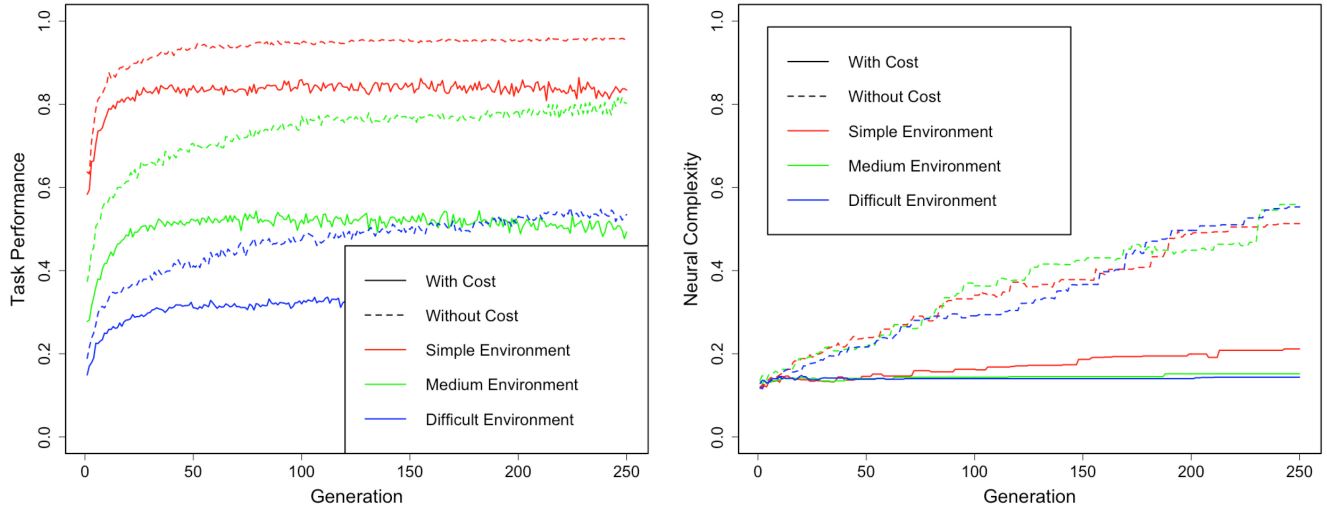 1.0
0.8
0.6
0.4
0.2
0.0
Task Performance
With Cost
Without Cost
Simple Environment
Medium Environment
Difficult Environment
0 50 100 150 200 250
Generation
1.0
0.8
0.6
0.4
0.2
0.0
Neural Complexity
With Cost
Without Cost
Simple Environment
Medium Environment
Difficult Environment
0 50 100 150 200 250
Generation